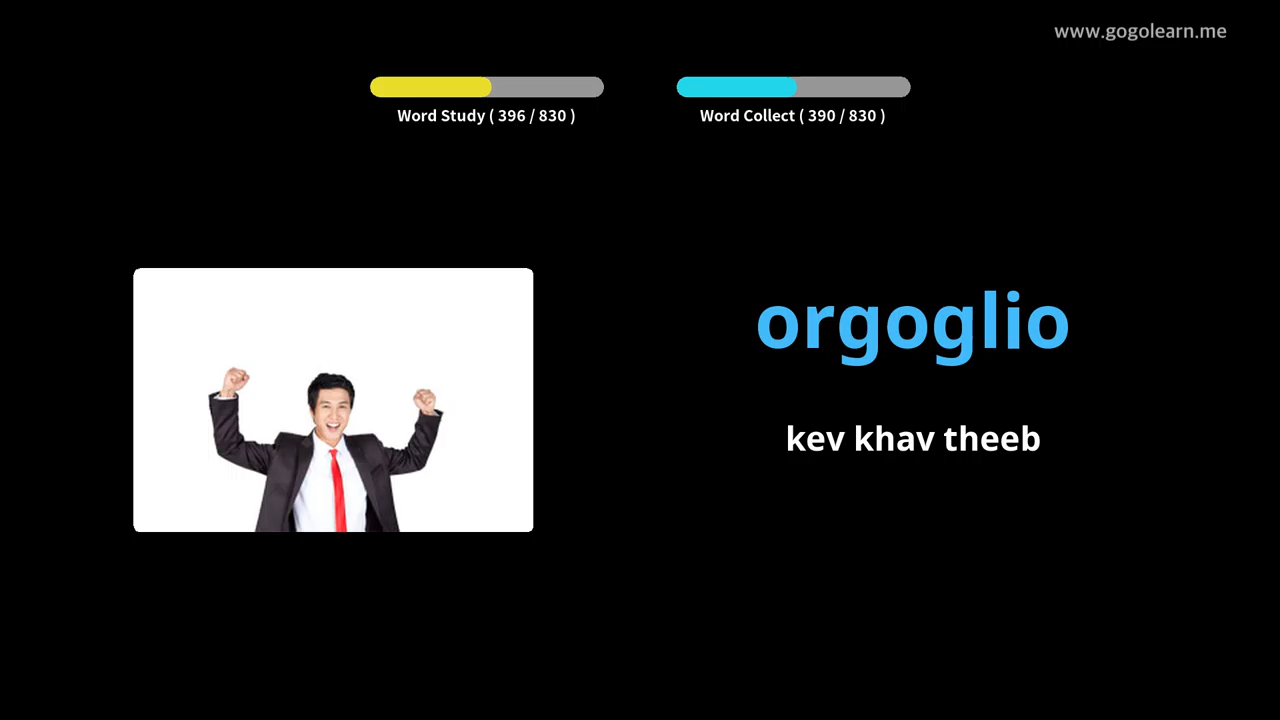 www.gogolearn.me
Word Study ( 396 / 830 )
Word Collect ( 390 / 830 )
orgoglio
kev khav theeb